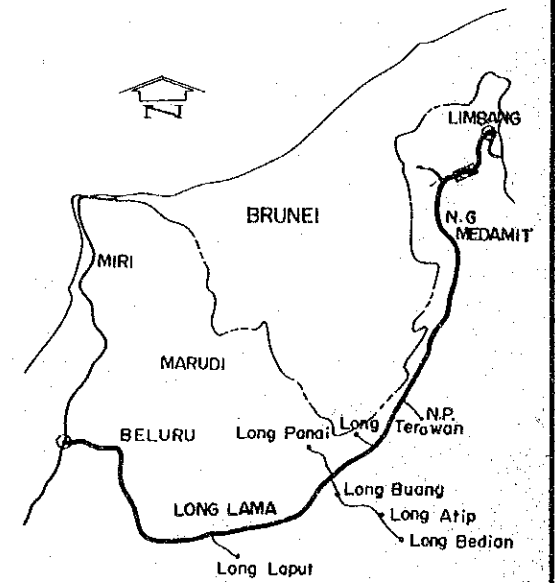 N
LIMBANG
BRUNEI
N.G
MEDAMIT
MIRI
MARUDI
N.P.
BELURU
Long Panai
Long Terawan
Long Buang
LONG LAMA
Long Atip
Long Bedian
Long Laput